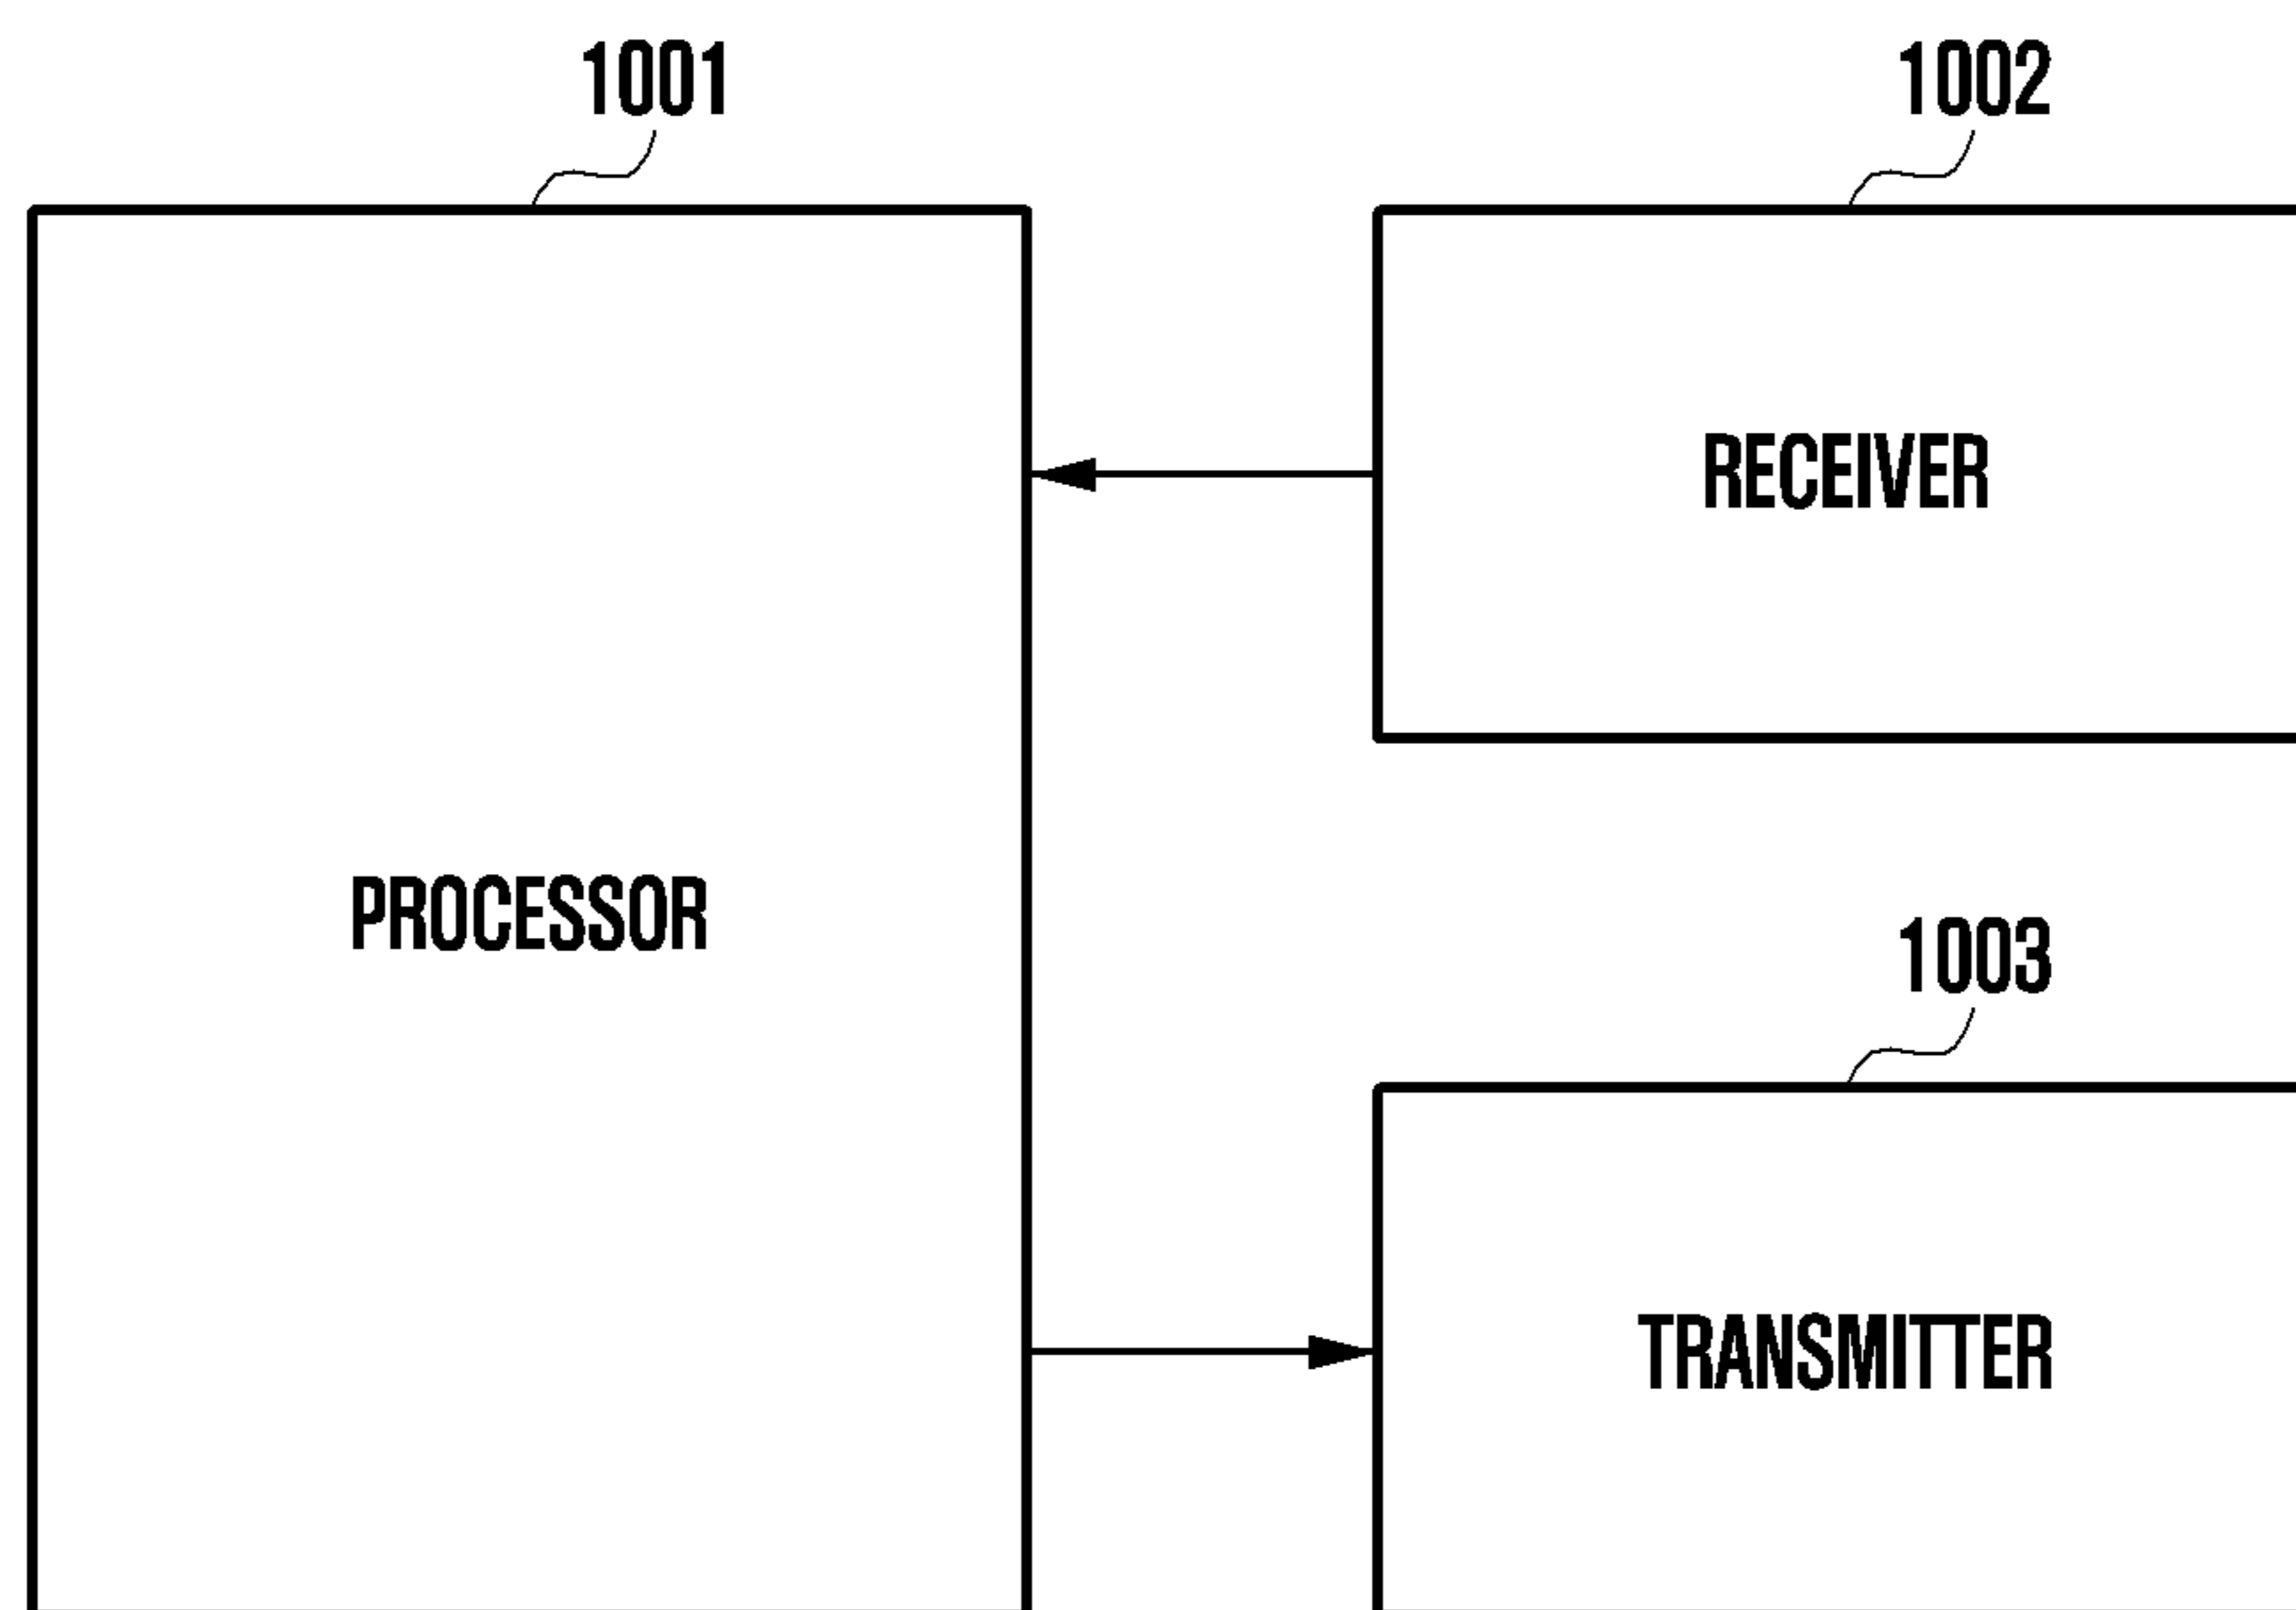 1001
1002
RECEIVER
PROCESSOR
1003
TRANSMITTER